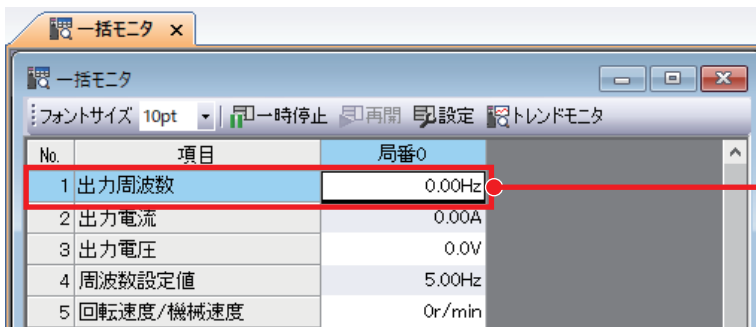 一括モニタ ×
一括モニタ
フォントサイズ 10pt 一時停止 再開 設定 トレンドモニタ
No. 項目 局番0
1 出力周波数 0.00Hz
2 出力電流 0.00A
3 出力電圧 0.0V
4 周波数設定値 5.00Hz
5 回転速度/機械速度 0r/min